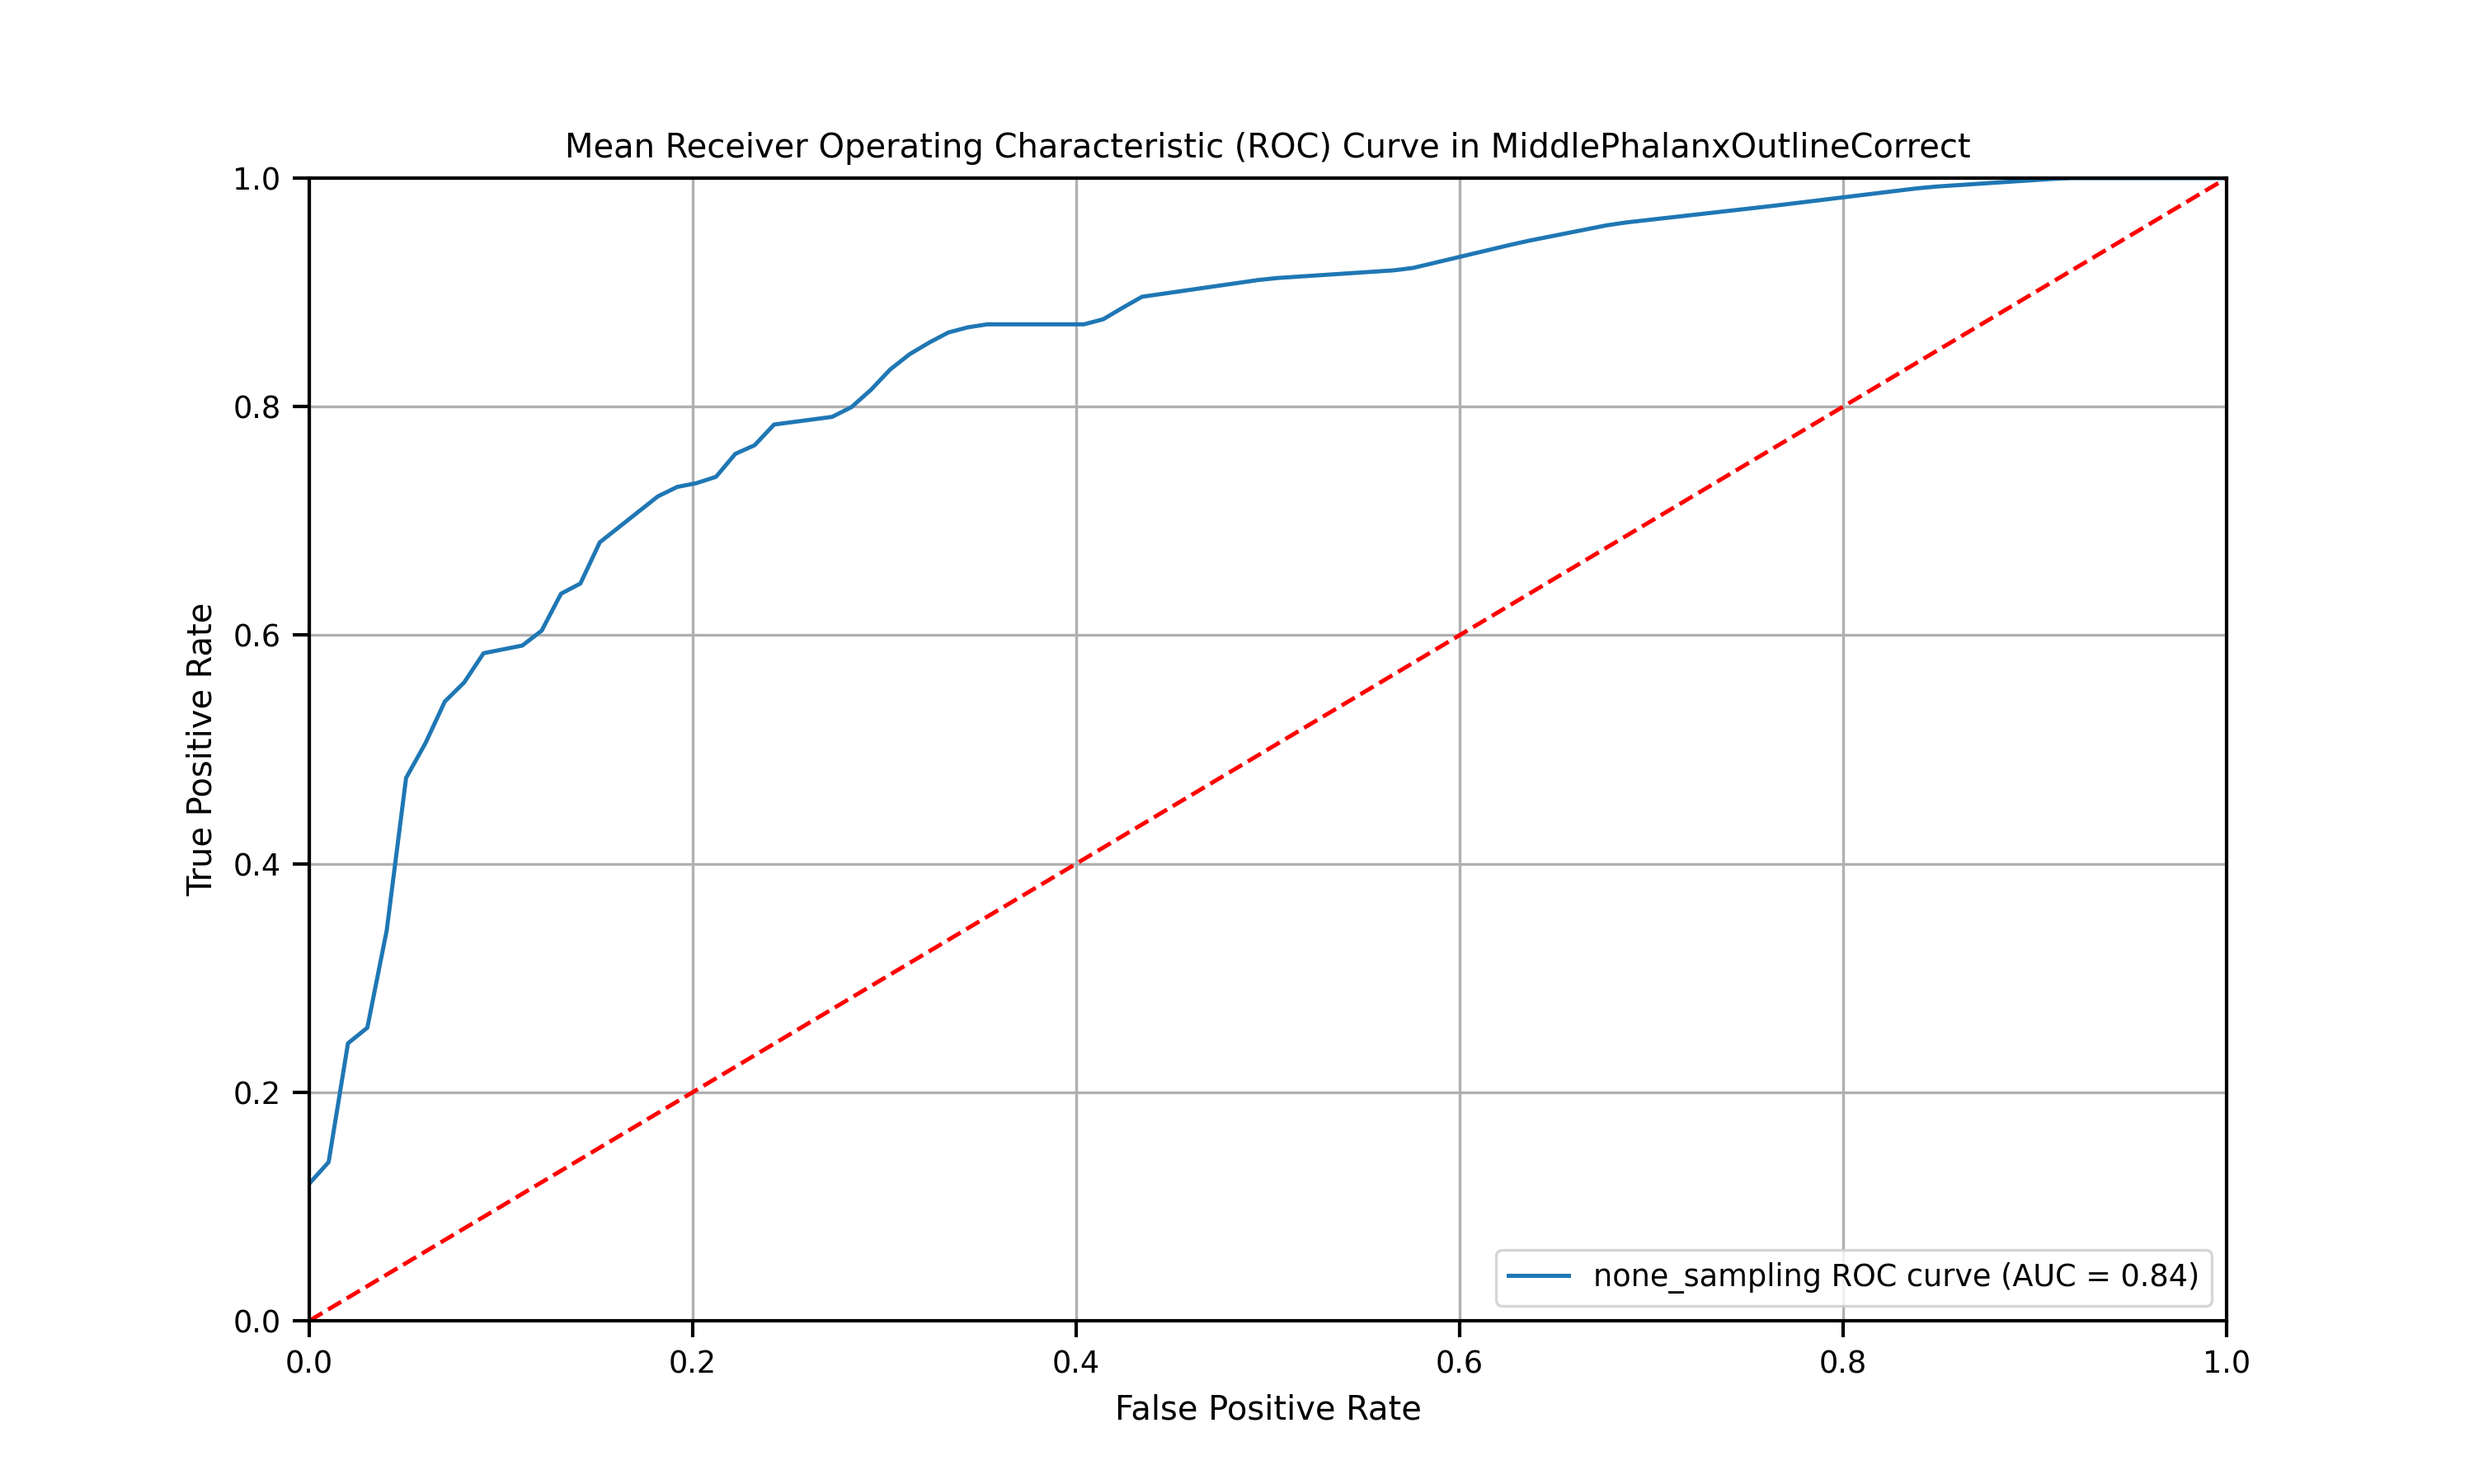 Mean Receiver Operating Characteristic (ROC) Curve in MiddlePhalanxOutlineCorrect
1.0
0.8
0.6
0.4
0.2
0.0
True Positive Rate
none_sampling ROC curve (AUC = 0.84)
0.0 0.2 0.4 0.6 0.8 1.0
False Positive Rate